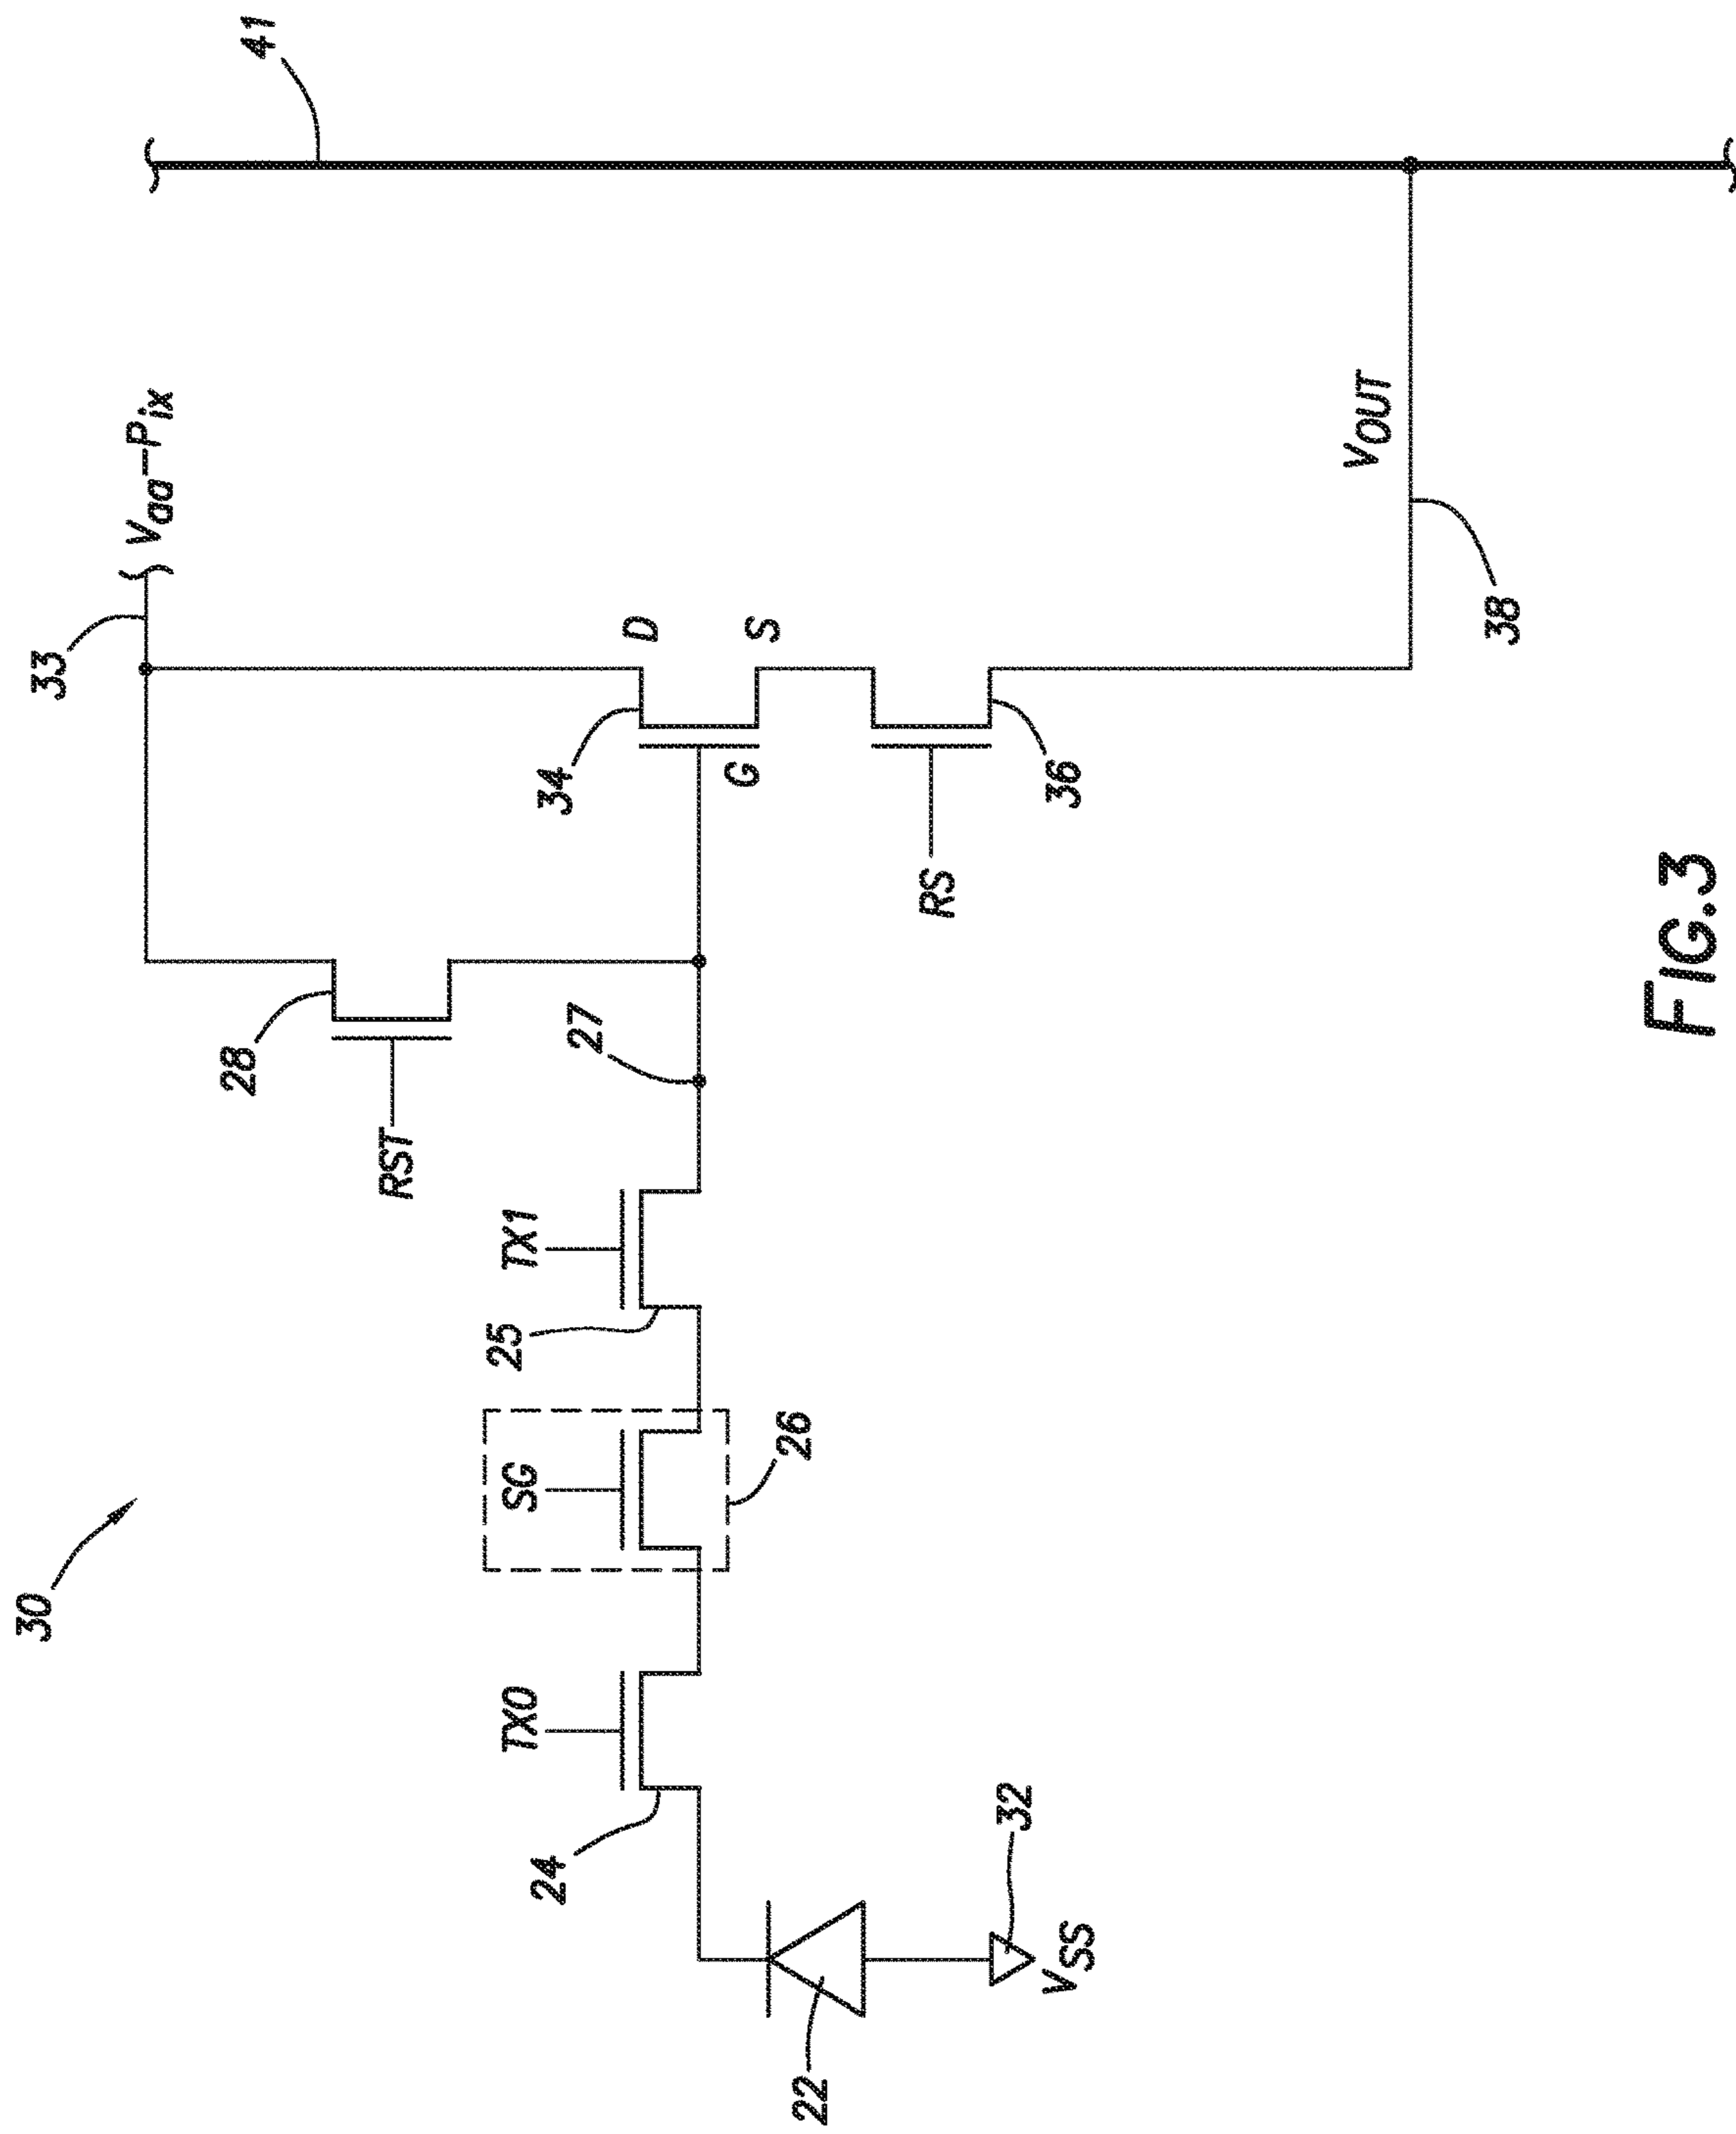 30
33
Vaa–Pix
41
28
RST
TX0
SG
25
TX1
24
34
27
D
G
S
26
22
RS
32
36
VSS
VOUT
38
FIG.3